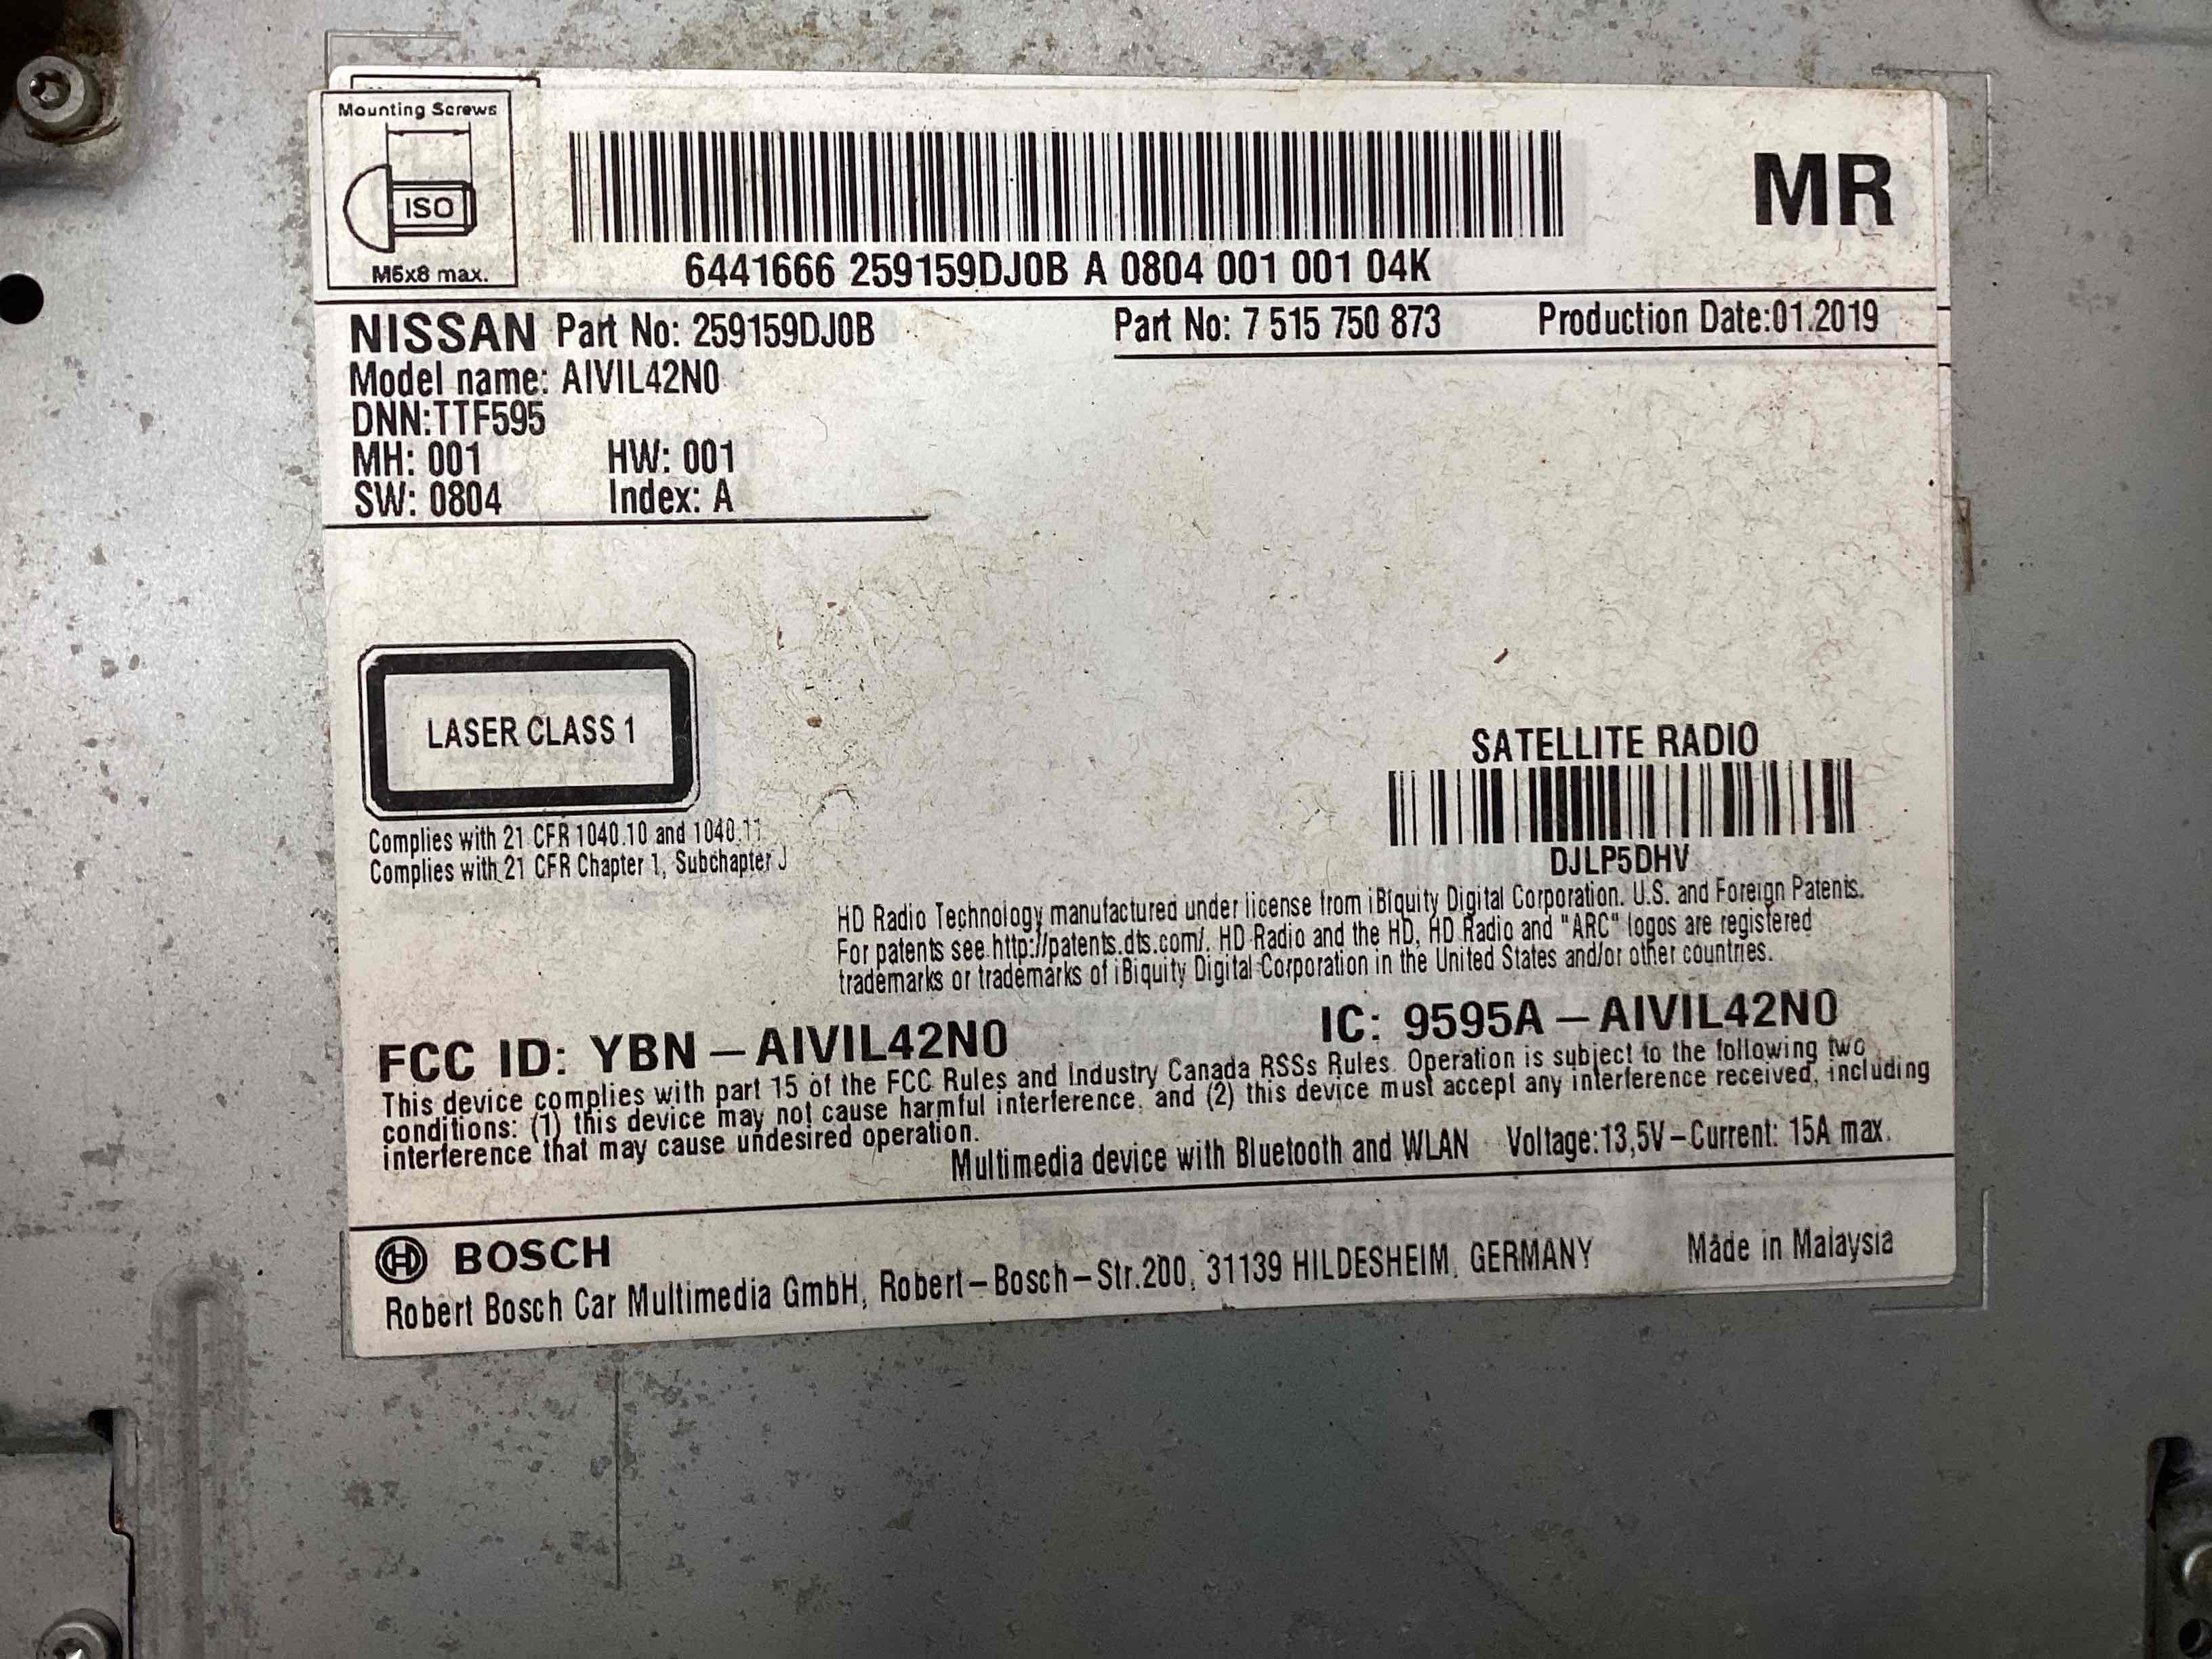 Mounting Screws
ISO
M5x8 max.
MR
6441666 259159DJ0B A 0804 001 001 04K
NISSAN Part No: 259159DJ0B
Part No: 7 515 750 873
Production Date:01.2019
Model name: AIVIL42N0
DNN:TTF595
MH: 001 HW: 001
SW: 0804 Index: A
LASER CLASS 1
Complies with 21 CFR 1040.10 and 1040.11
Complies with 21 CFR Chapter 1, Subchapter J
SATELLITE RADIO
DJLP5DHV
HD Radio Technology manufactured under license from iBiquity Digital Corporation. U.S. and Foreign Patents.
For patents see http://patents.dts.com/. HD Radio and the HD, HD Radio and "ARC" logos are registered
trademarks or trademarks of iBiquity Digital Corporation in the United States and/or other countries.
FCC ID: YBN – AIVIL42N0
IC: 9595A – AIVIL42N0
This device complies with part 15 of the FCC Rules and Industry Canada RSSs Rules. Operation is subject to the following two
conditions: (1) this device may not cause harmful interference, and (2) this device must accept any interference received, including
interference that may cause undesired operation.
Multimedia device with Bluetooth and WLAN Voltage:13,5V – Current: 15A max.
BOSCH
Robert Bosch Car Multimedia GmbH, Robert – Bosch – Str.200, 31139 HILDESHEIM, GERMANY
Made in Malaysia